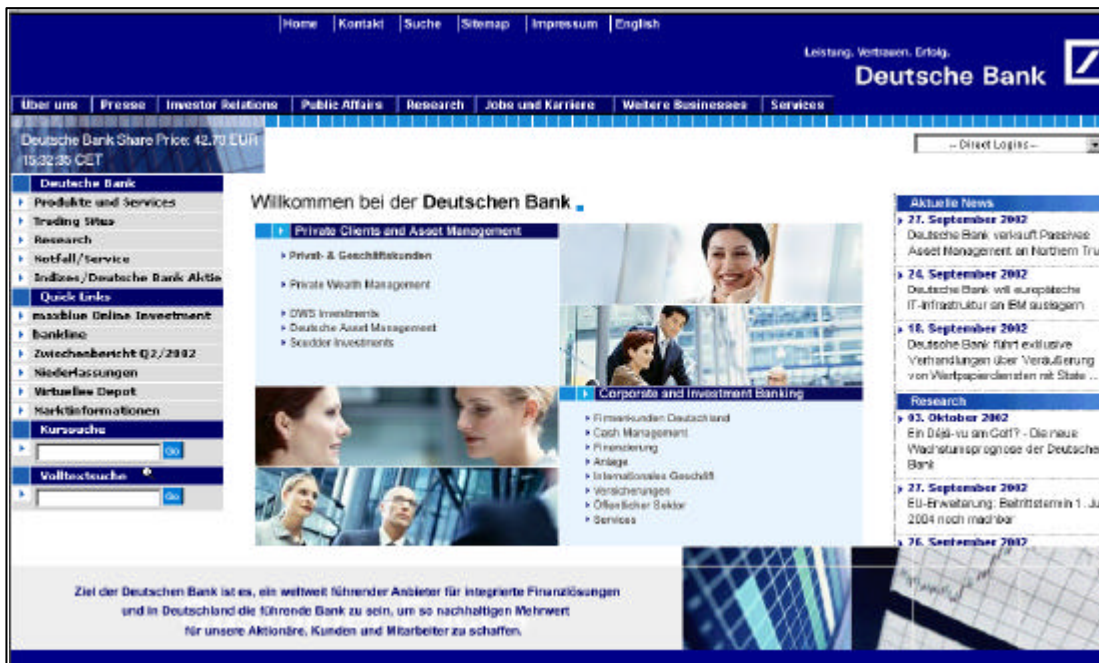 Home | Kontakt | Suche | Sitemap | Impressum | English
Leistung. Vertrauen. Erfolg.
Deutsche Bank
Über uns | Presse | Investor Relations | Public Affairs | Research | Jobs und Karriere | Weitere Businesses | Services
Deutsche Bank Share Price: 42.70 EUR
15:32:35 CET
-- Direct Logins --
Deutsche Bank
Produkte und Services
Trading Sites
Research
Notfall/Service
Indizes/Deutsche Bank Aktie
Quick Links
maxblue Online Investment
bankline
Zwischenbericht Q2/2002
Niederlassungen
Virtuelles Depot
Marktinformationen
Kurssuche
Go
Volltextsuche
Go
Willkommen bei der Deutschen Bank
Private Clients and Asset Management
Privat- & Geschäftskunden
Private Wealth Management
DWS Investments
Deutsche Asset Management
Scudder Investments
Corporate and Investment Banking
Firmenkunden Deutschland
Cash Management
Finanzierung
Anlage
Internationales Geschäft
Versicherungen
Öffentlicher Sektor
Services
Aktuelle News
27. September 2002
Deutsche Bank verkauft Passives
Asset Management an Northern Tru
24. September 2002
Deutsche Bank will europäische
IT-Infrastruktur an IBM auslagern
18. September 2002
Deutsche Bank führt exklusive
Verhandlungen über Veräußerung
von Wertpapierdiensten mit State ...
Research
03. Oktober 2002
Ein Déjà-vu am Golf? - Die neue
Wachstumsprognose der Deutschen
Bank
27. September 2002
EU-Erweiterung: Beitrittstermin 1. Ju
2004 noch machbar
26. September 2002
Ziel der Deutschen Bank ist es, ein weltweit führender Anbieter für integrierte Finanzlösungen
und in Deutschland die führende Bank zu sein, um so nachhaltigen Mehrwert
für unsere Aktionäre, Kunden und Mitarbeiter zu schaffen.